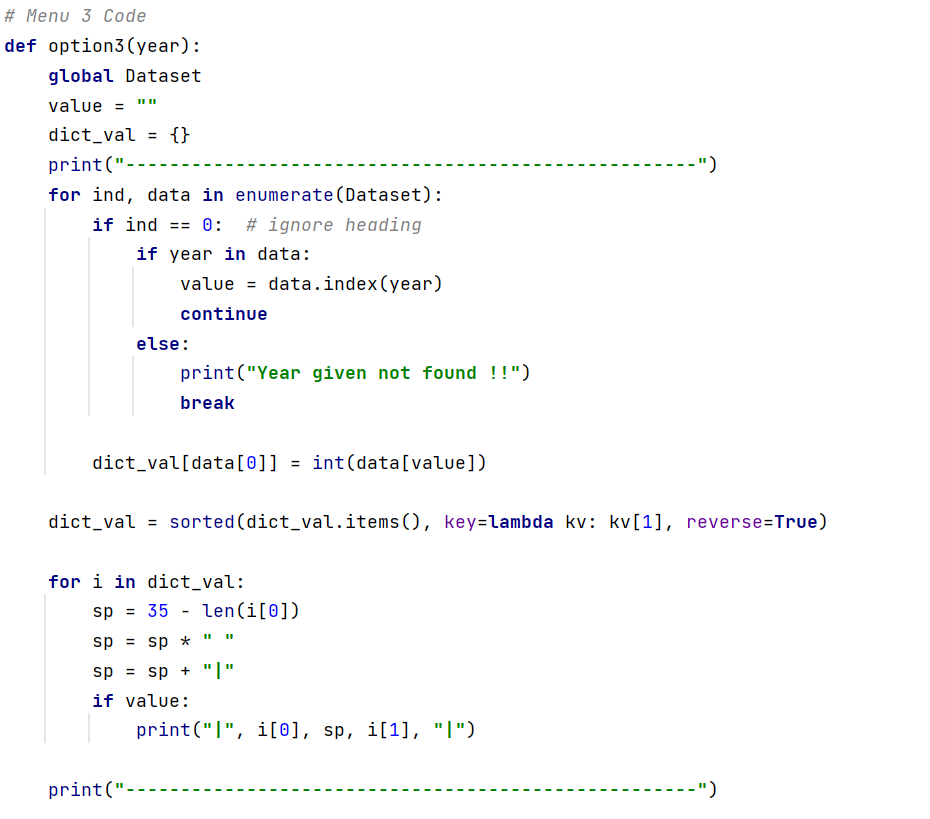 # Menu 3 Code
def option3(year):
    global Dataset
    value = ""
    dict_val = {}
    print("----------------------------------------------------")
    for ind, data in enumerate(Dataset):
        if ind == 0:  # ignore heading
            if year in data:
                value = data.index(year)
                continue
            else:
                print("Year given not found !!")
                break

        dict_val[data[0]] = int(data[value])

    dict_val = sorted(dict_val.items(), key=lambda kv: kv[1], reverse=True)

    for i in dict_val:
        sp = 35 - len(i[0])
        sp = sp * " "
        sp = sp + "|"
        if value:
            print("|", i[0], sp, i[1], "|")

    print("----------------------------------------------------")